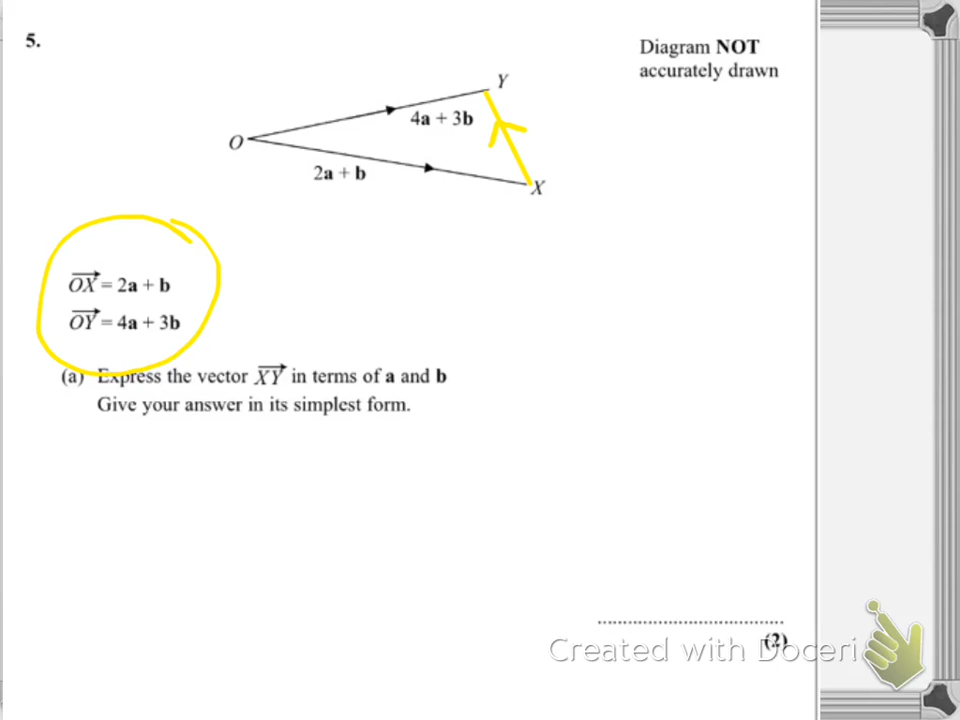 5.
Diagram NOT
accurately drawn
Y
4a + 3b
O
2a + b
X
OX = 2a + b
OY = 4a + 3b
(a) Express the vector XY in terms of a and b
Give your answer in its simplest form.
(2)
Created with Doceri